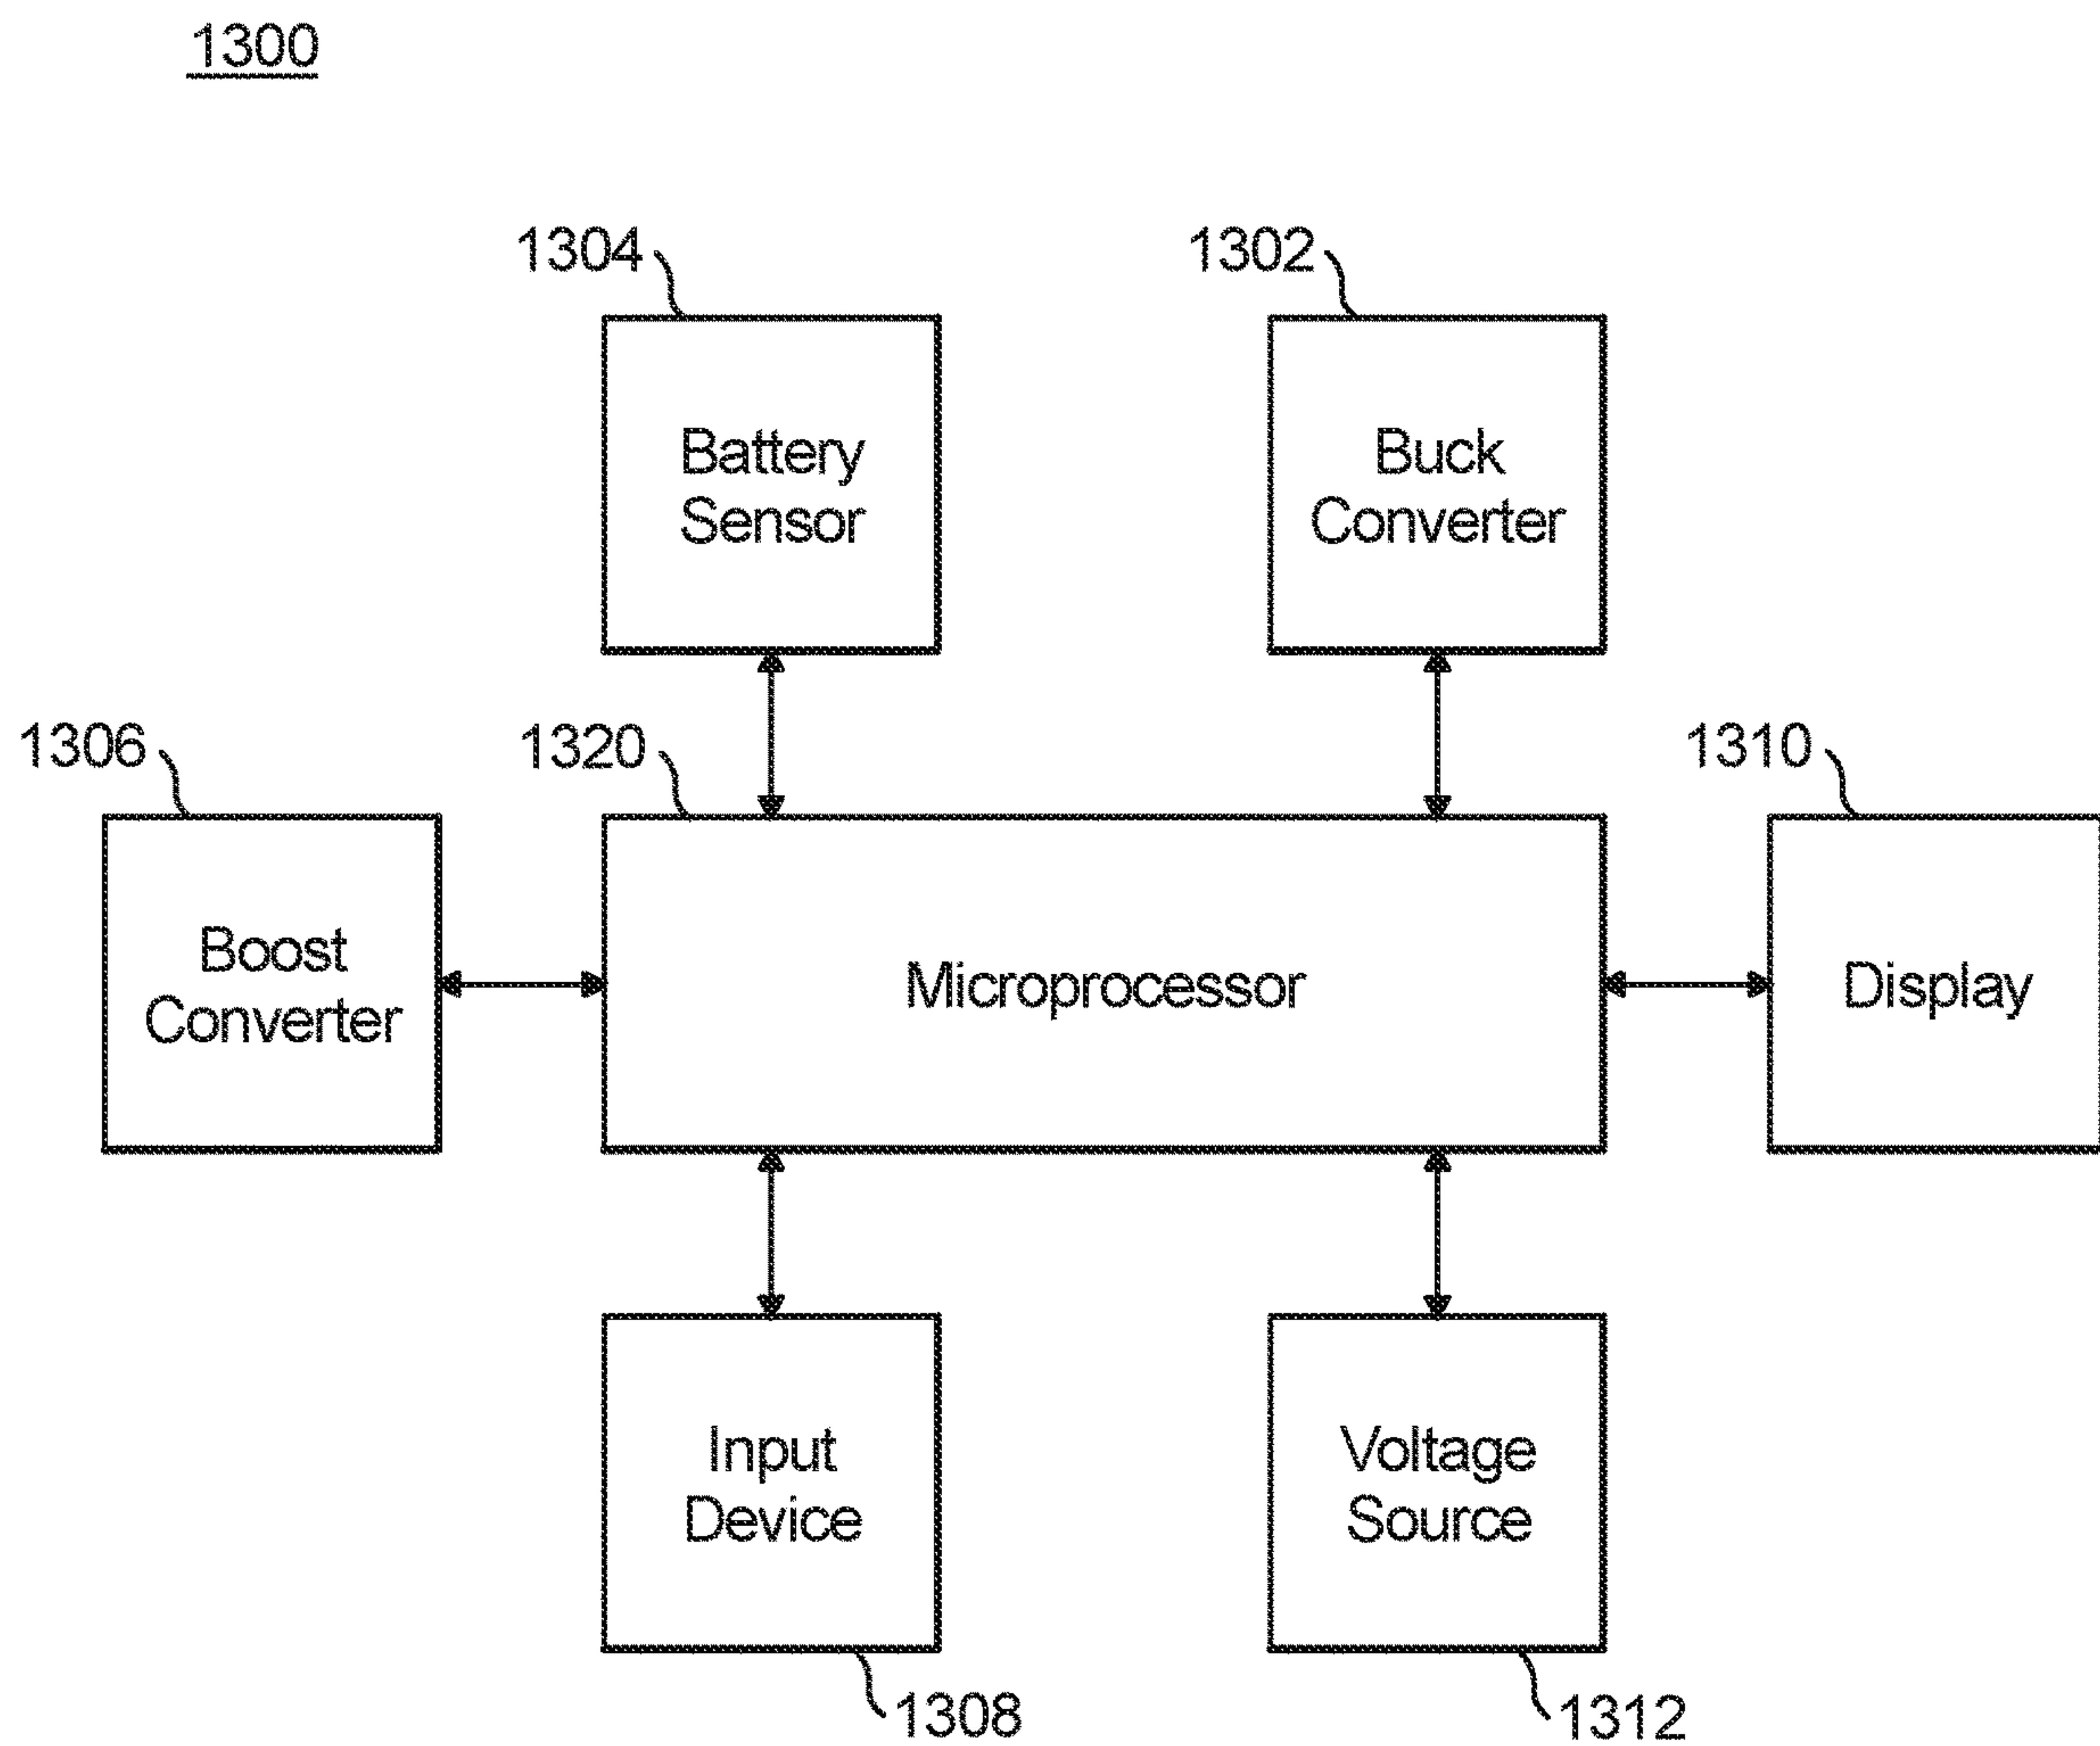 1300
1304
1302
Battery
Sensor
Buck
Converter
1306
1320
1310
Boost
Converter
Microprocessor
Display
Input
Device
Voltage
Source
1308
1312